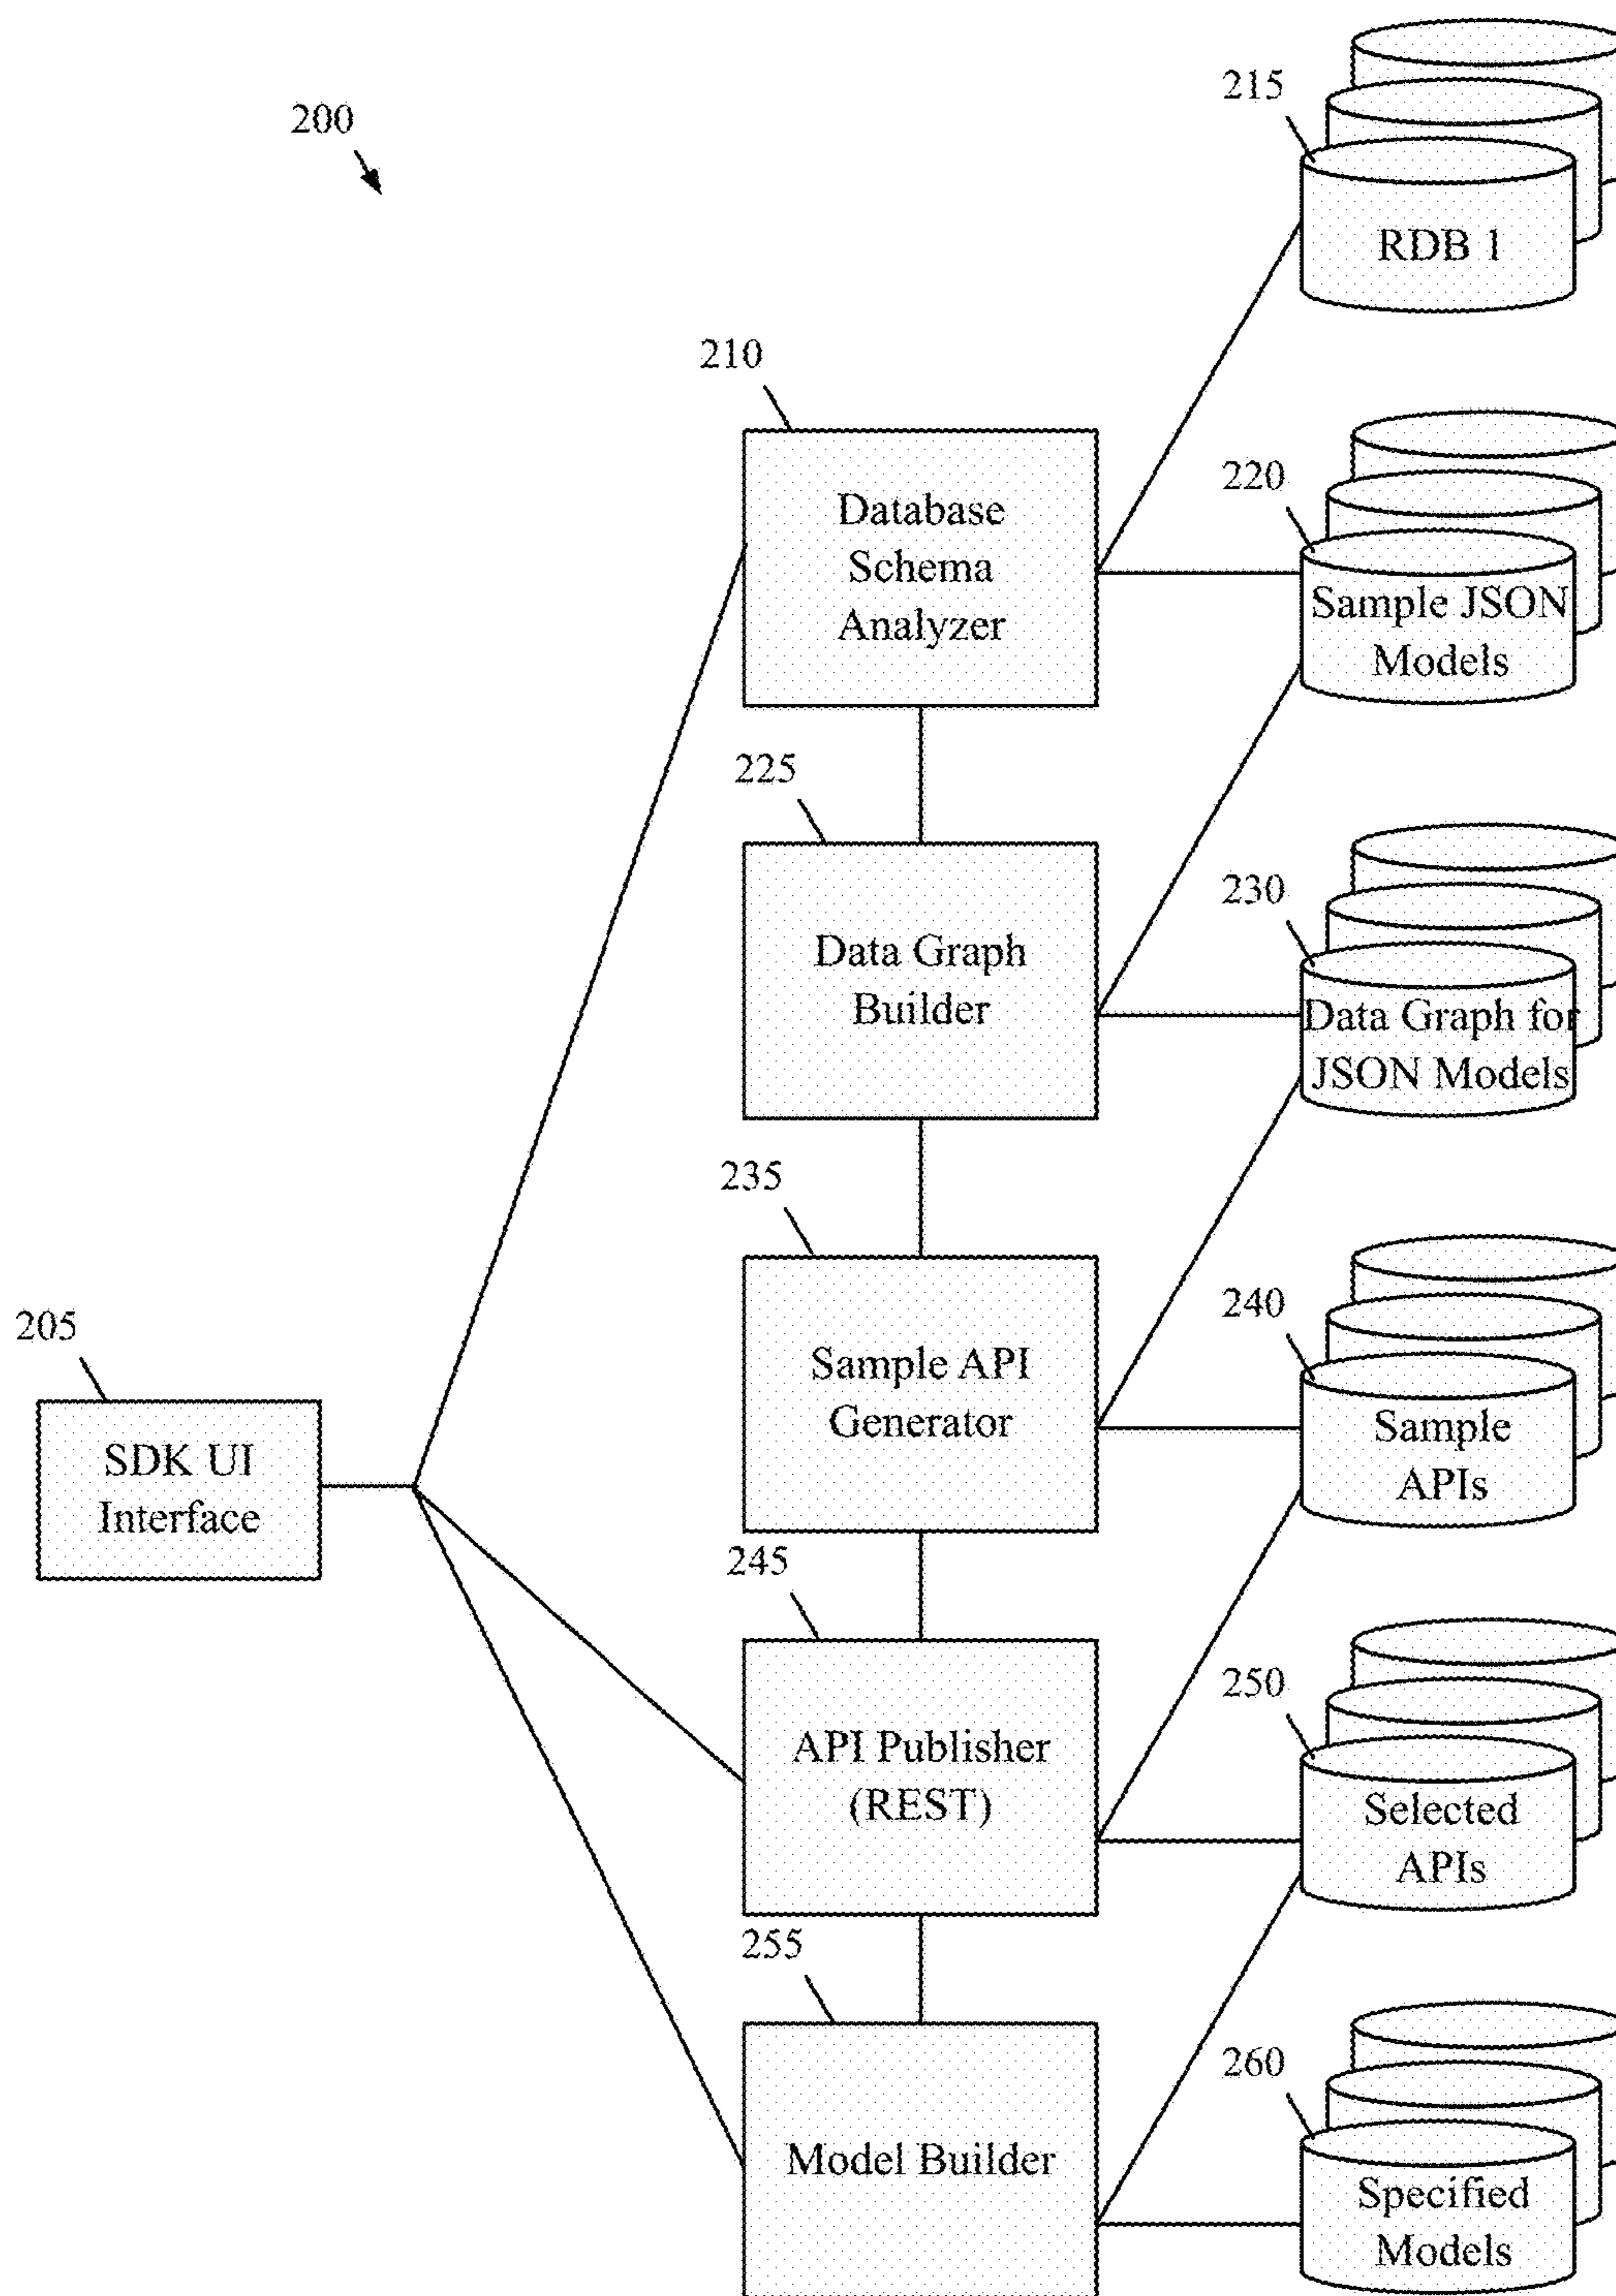 200
215
RDB 1
210
Database
Schema
Analyzer
220
Sample JSON
Models
225
Data Graph
Builder
230
Data Graph for
JSON Models
235
Sample API
Generator
240
Sample
APIs
205
SDK UI
Interface
245
API Publisher
(REST)
250
Selected
APIs
255
Model Builder
260
Specified
Models